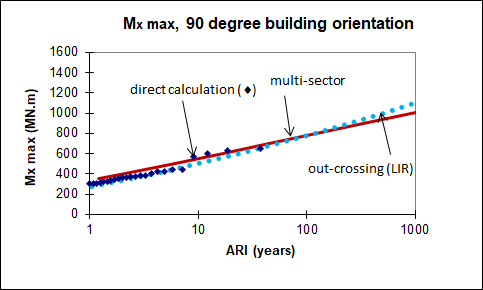 Mx max, 90 degree building orientation
1600
1400
1200
1000
800
600
400
200
0
Mx max (MN.m)
direct calculation (♦)
multi-sector
out-crossing (LIR)
1
10
100
1000
ARI (years)